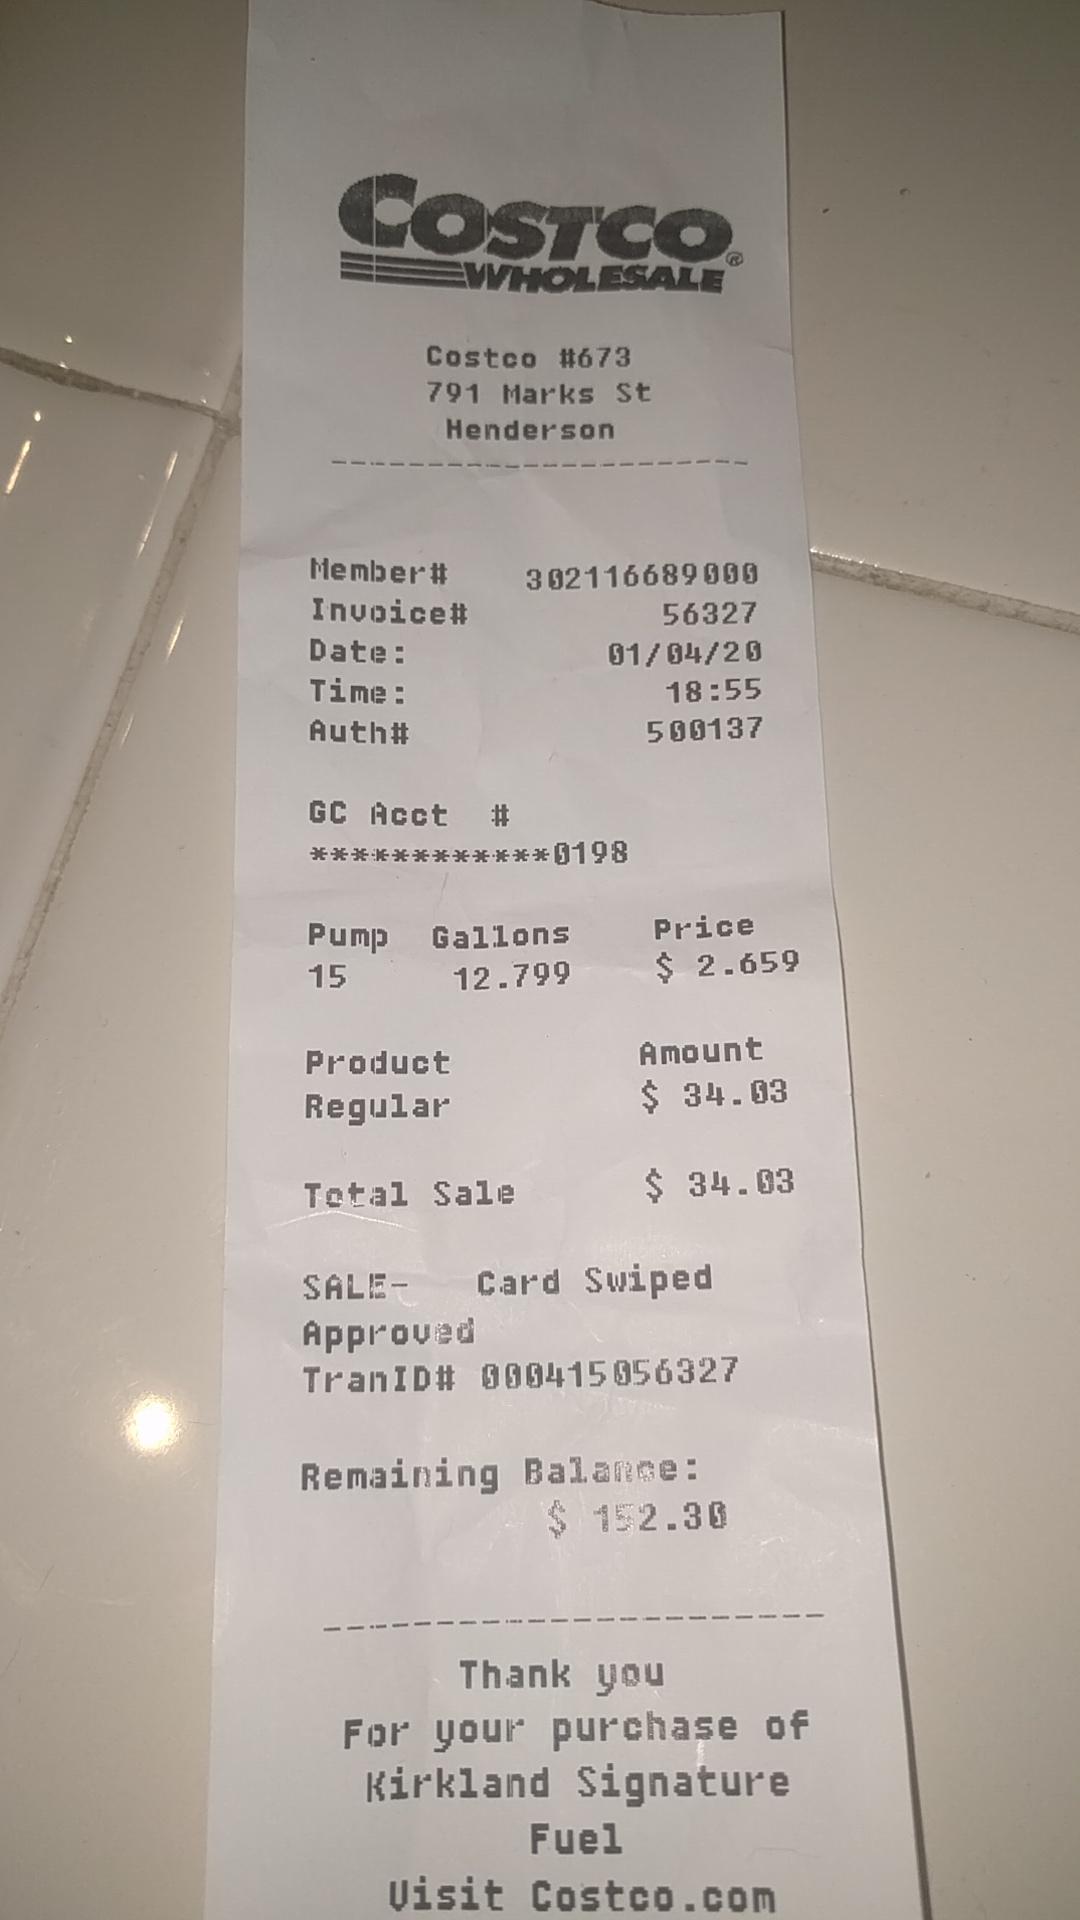 COSTCO®
WHOLESALE
Costco #673
791 Marks St
Henderson
Member# 302116689000
Invoice# 56327
Date: 01/04/20
Time: 18:55
Auth# 500137
GC Acct #
************0198
Pump Gallons Price
15 12.799 $ 2.659
Product Amount
Regular $ 34.03
Total Sale $ 34.03
SALE- Card Swiped
Approved
TranID# 000415056327
Remaining Balance:
$ 152.30
Thank you
For your purchase of
Kirkland Signature
Fuel
Visit Costco.com